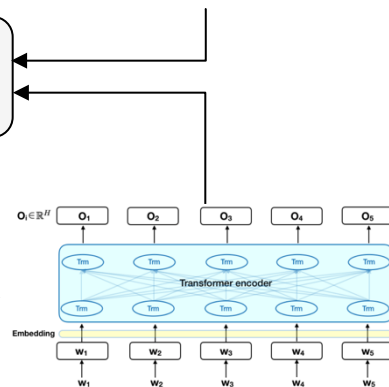 Oᵢ∈ℝᴴ O₁ O₂ O₃ O₄ O₅
Trm Trm Trm Trm Trm
Transformer encoder
Trm Trm Trm Trm Trm
Embedding
w₁ w₂ w₃ w₄ w₅
w₁ w₂ w₃ w₄ w₅